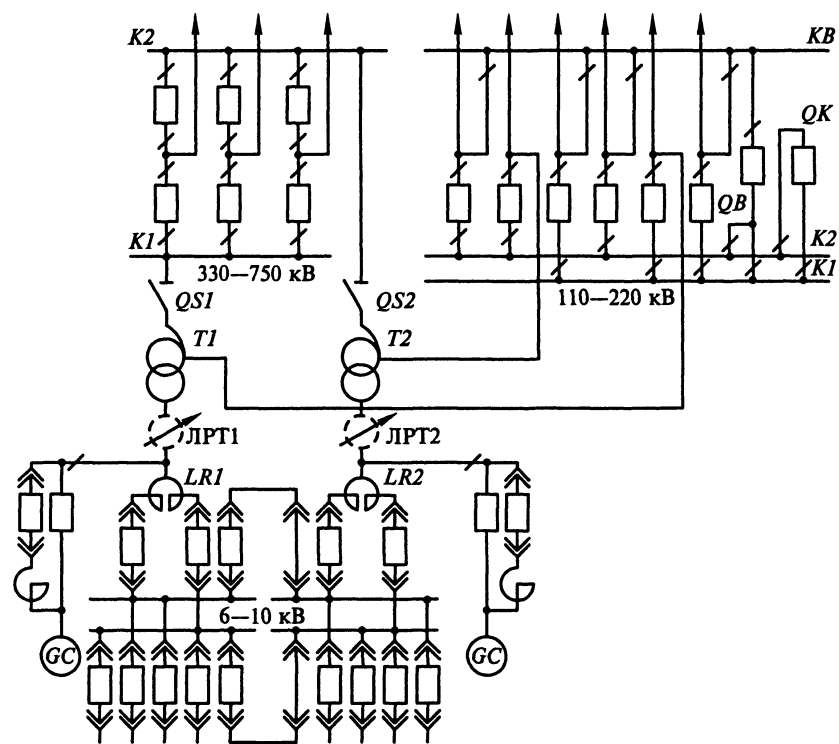 K2
KB
QK
QB
K1
330—750 кВ
K2
K1
QS1
QS2
110—220 кВ
T1
T2
ЛРТ1
ЛРТ2
LR1
LR2
6—10 кВ
GC
GC